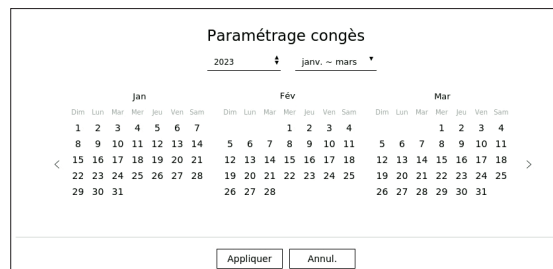 Paramétrage congès
2023 janv. ~ mars
Jan Fév Mar
Dim Lun Mar Mer Jeu Ven Sam Dim Lun Mar Mer Jeu Ven Sam Dim Lun Mar Mer Jeu Ven Sam
1 2 3 4 5 6 7 1 2 3 4 1 2 3 4
8 9 10 11 12 13 14 5 6 7 8 9 10 11 5 6 7 8 9 10 11
15 16 17 18 19 20 21 12 13 14 15 16 17 18 12 13 14 15 16 17 18
22 23 24 25 26 27 28 19 20 21 22 23 24 25 19 20 21 22 23 24 25
29 30 31 26 27 28 26 27 28 29 30 31
Appliquer Annul.